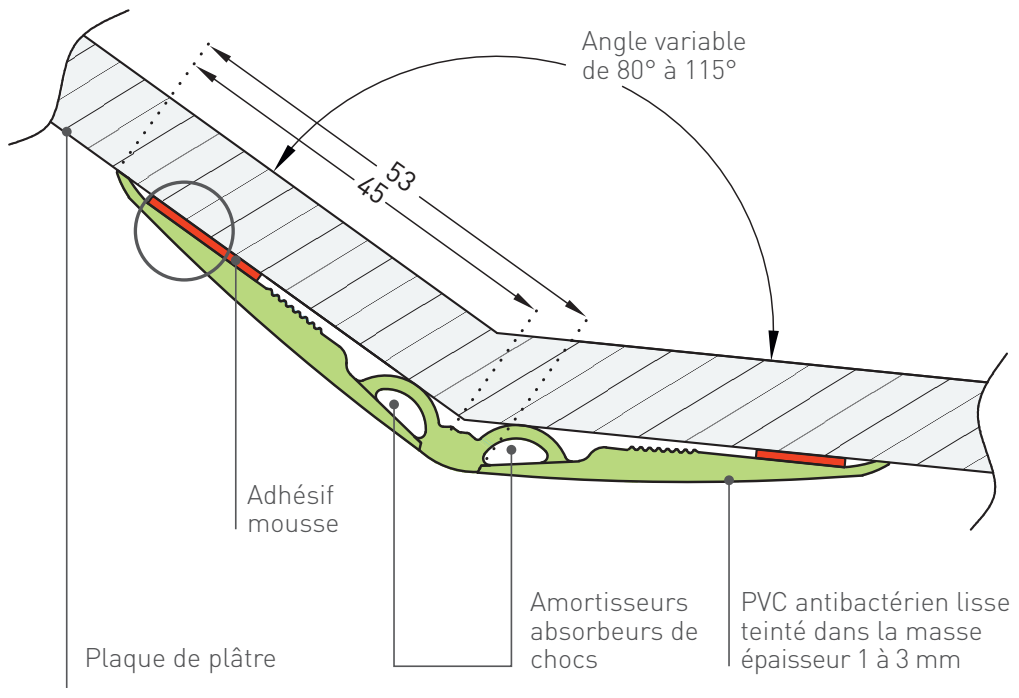 Angle variable
de 80° à 115°
53
45
Adhésif
mousse
Amortisseurs
absorbeurs de
chocs
PVC antibactérien lisse
teinté dans la masse
épaisseur 1 à 3 mm
Plaque de plâtre